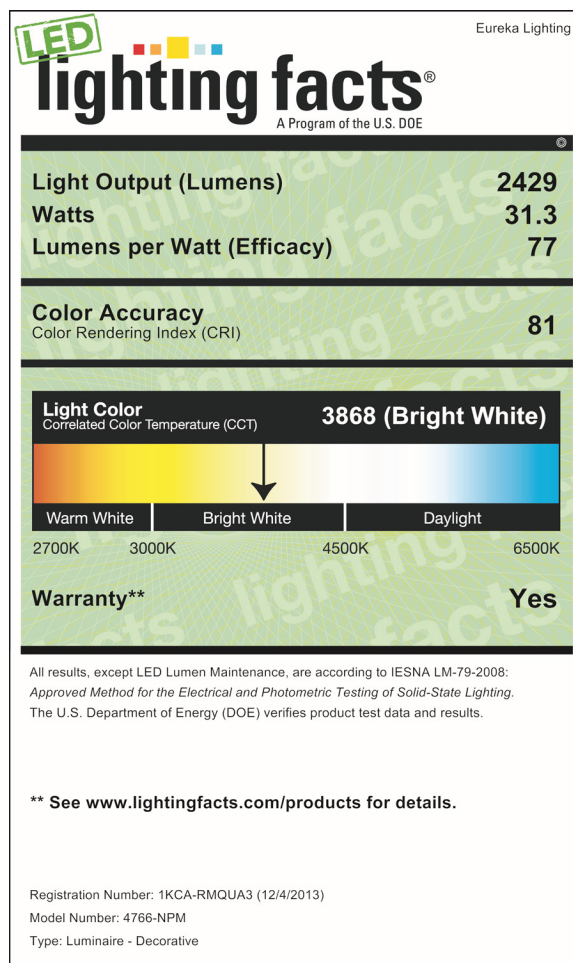 Eureka Lighting
LED
lighting facts®
A Program of the U.S. DOE
Light Output (Lumens) 2429
Watts 31.3
Lumens per Watt (Efficacy) 77
Color Accuracy
Color Rendering Index (CRI) 81
Light Color
Correlated Color Temperature (CCT) 3868 (Bright White)
Warm White Bright White Daylight
2700K 3000K 4500K 6500K
Warranty** Yes
All results, except LED Lumen Maintenance, are according to IESNA LM-79-2008:
Approved Method for the Electrical and Photometric Testing of Solid-State Lighting.
The U.S. Department of Energy (DOE) verifies product test data and results.
** See www.lightingfacts.com/products for details.
Registration Number: 1KCA-RMQUA3 (12/4/2013)
Model Number: 4766-NPM
Type: Luminaire - Decorative